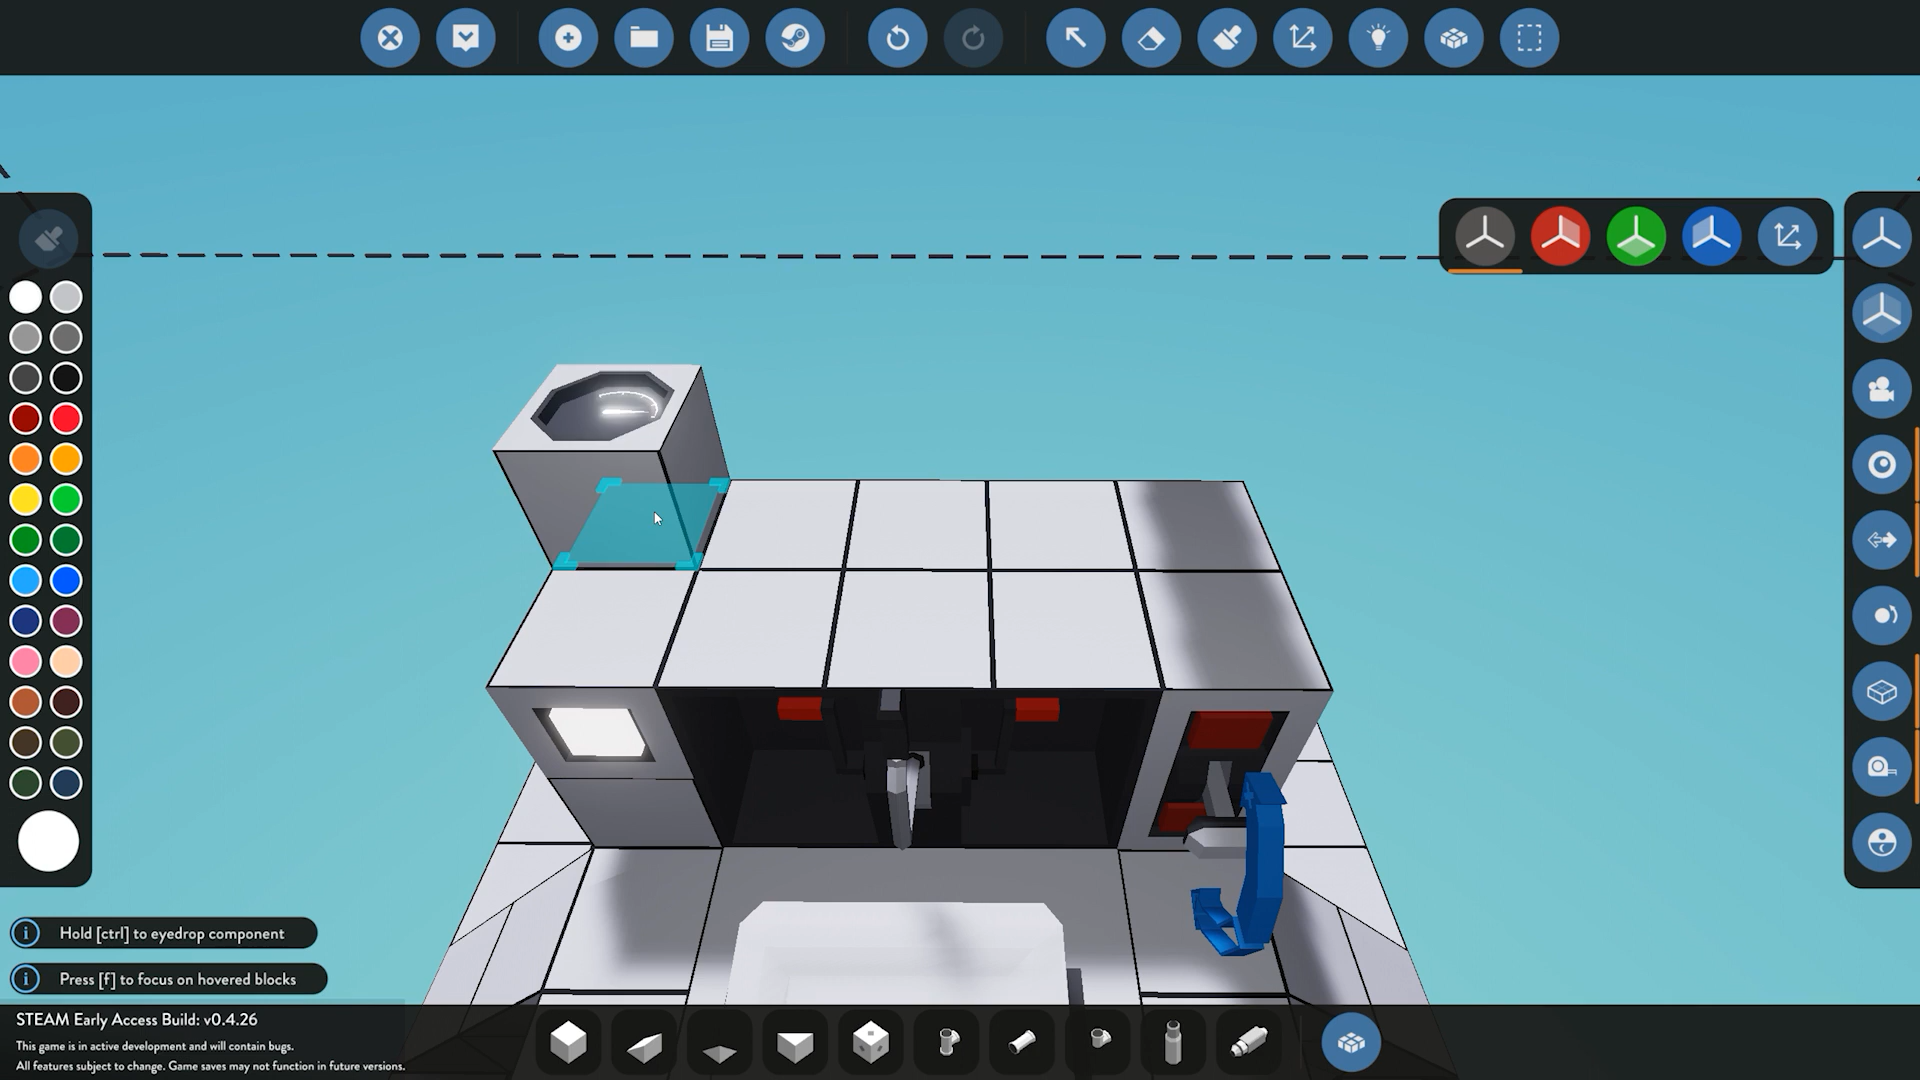 Hold [ctrl] to eyedrop component
Press [f] to focus on hovered blocks
STEAM Early Access Build: v0.4.26
This game is in active development and will contain bugs.
All features subject to change. Game saves may not function in future versions.